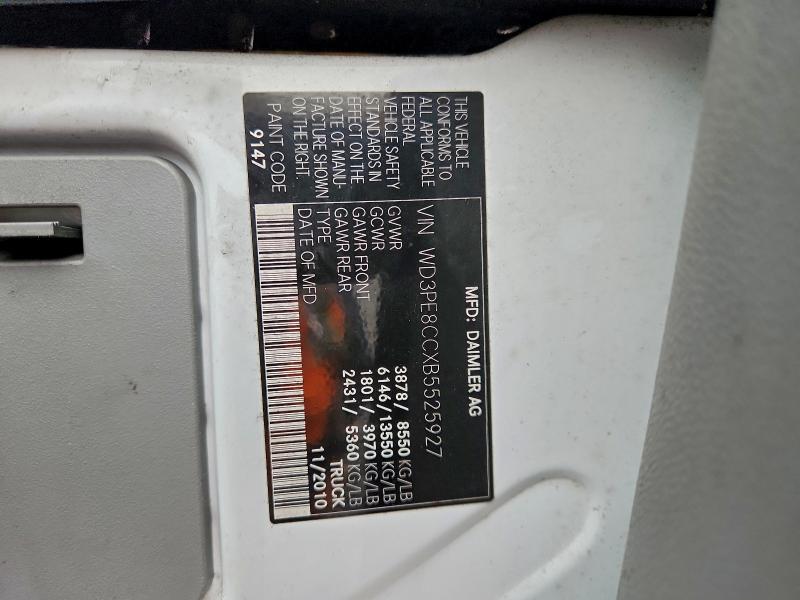 MFD: DAIMLER AG
VIN WD3PE8CCXB5525927
THIS VEHICLE
CONFORMS TO
ALL APPLICABLE
FEDERAL
VEHICLE SAFETY
STANDARDS IN
EFFECT ON THE
DATE OF MANU-
FACTURE SHOWN
ON THE RIGHT.
PAINT CODE
9147
GVWR 3878/ 8550 KG/LB
GCWR 6146/13550 KG/LB
GAWR FRONT 1801/ 3970 KG/LB
GAWR REAR 2431/ 5360 KG/LB
TYPE TRUCK
DATE OF MFD 11/2010